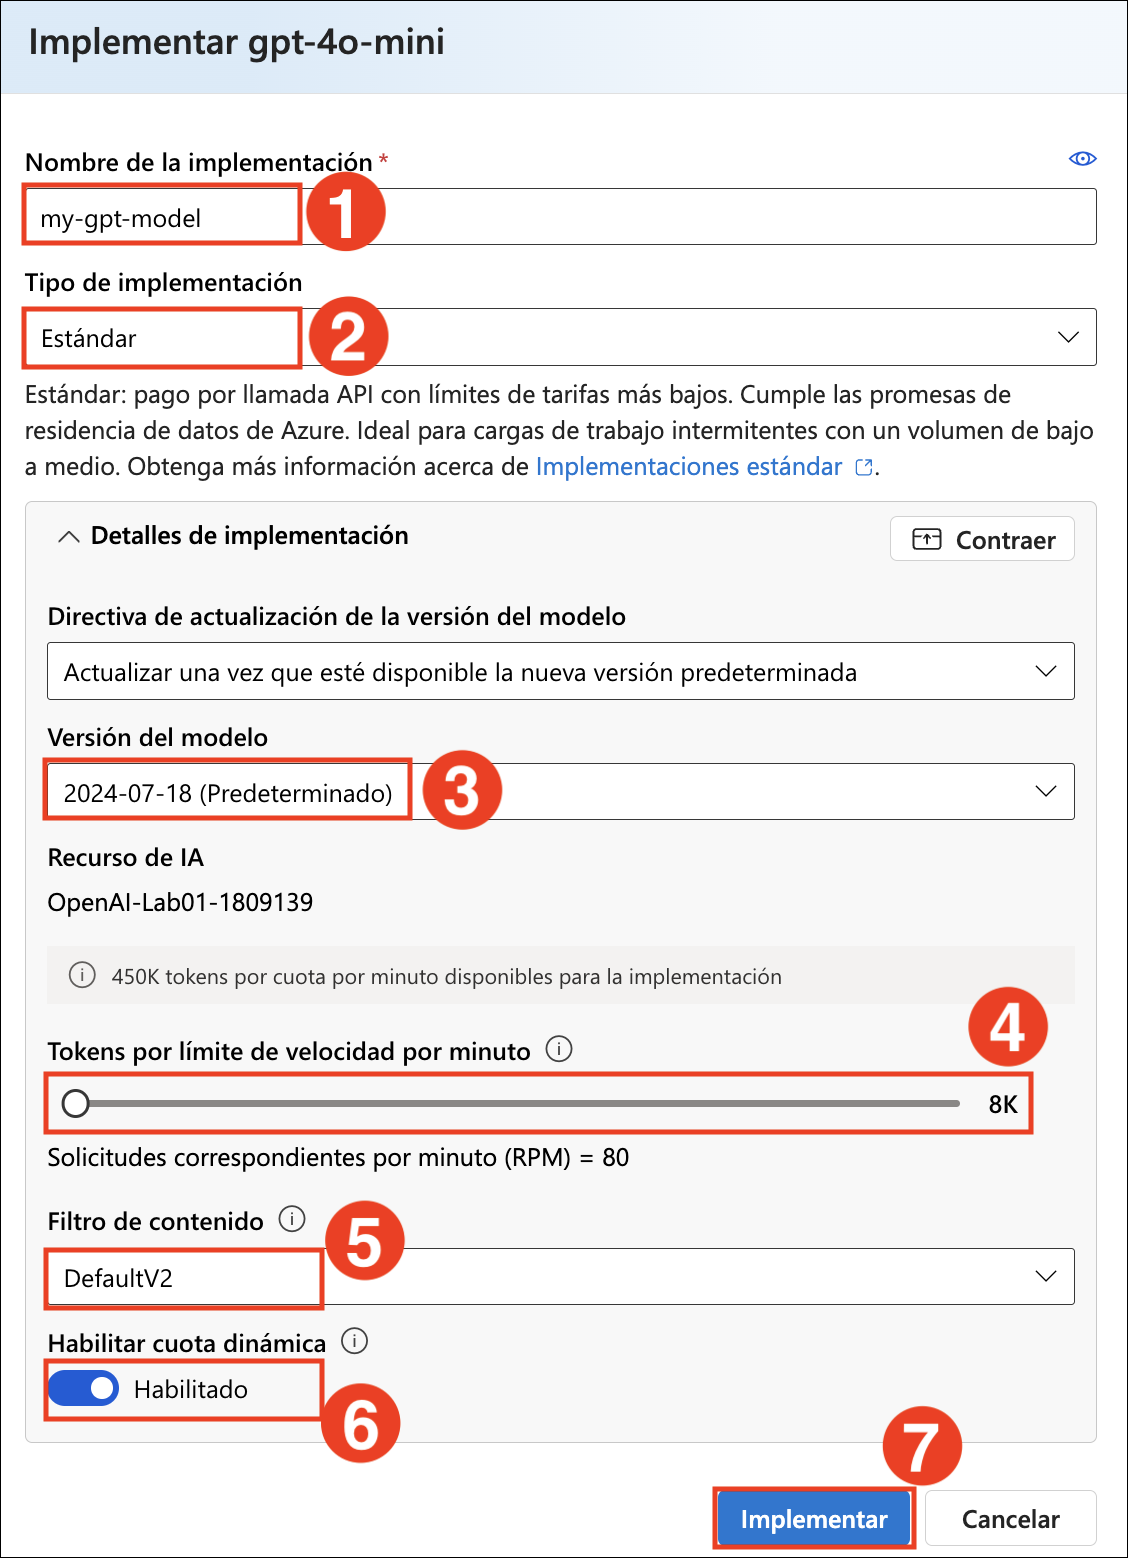 Implementar gpt-4o-mini
Nombre de la implementación *
my-gpt-model
1
Tipo de implementación
Estándar
2
Estándar: pago por llamada API con límites de tarifas más bajos. Cumple las promesas de
residencia de datos de Azure. Ideal para cargas de trabajo intermitentes con un volumen de bajo
a medio. Obtenga más información acerca de Implementaciones estándar .
Detalles de implementación
Contraer
Directiva de actualización de la versión del modelo
Actualizar una vez que esté disponible la nueva versión predeterminada
Versión del modelo
2024-07-18 (Predeterminado)
3
Recurso de IA
OpenAI-Lab01-1809139
450K tokens por cuota por minuto disponibles para la implementación
4
Tokens por límite de velocidad por minuto
8K
Solicitudes correspondientes por minuto (RPM) = 80
Filtro de contenido
5
DefaultV2
Habilitar cuota dinámica
Habilitado
6
7
Implementar
Cancelar